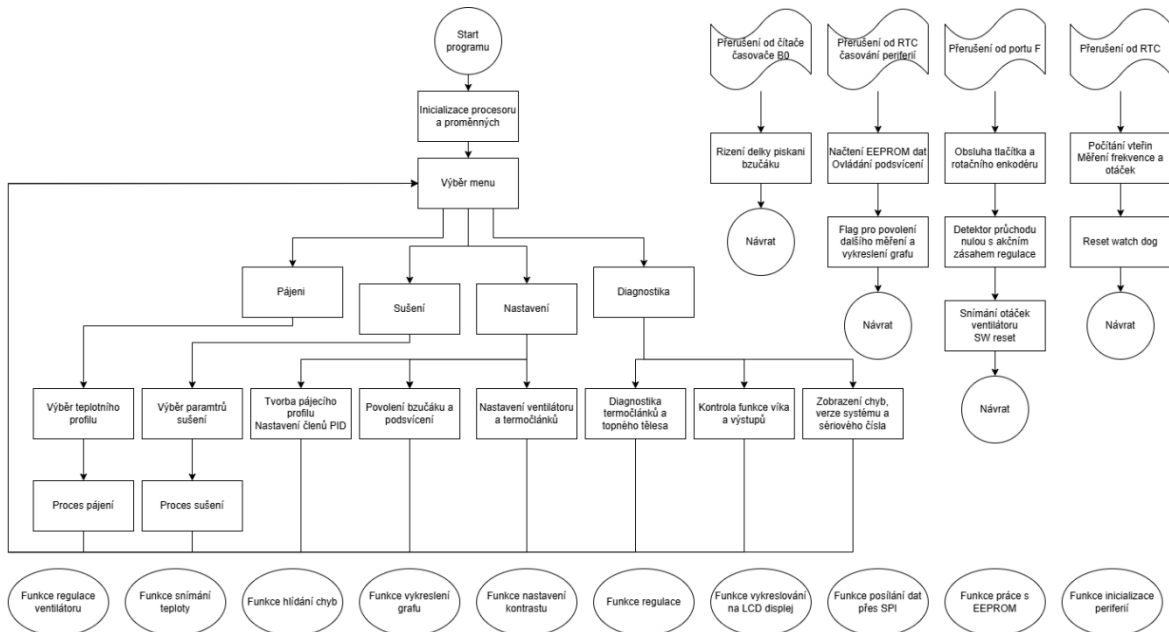 Start
programu
Inicializace procesoru
a proměnných
Výběr menu
Pájeni
Sušení
Nastavení
Diagnostika
Výběr teplotního
profilu
Výběr paramtrů
sušení
Tvorba pájecího
profilu
Nastavení členů PID
Povolení bzučáku a
podsvícení
Nastavení ventilátoru
a termočlánků
Diagnostika
termočlánků a
topného tělesa
Kontrola funkce víka
a výstupů
Zobrazení chyb,
verze systému a
sériového čísla
Proces pájení
Proces sušení
Přerušení od čítače
časovače B0
Rizení delky piskani
bzučáku
Návrat
Přerušení od RTC
časování periferií
Načtení EEPROM dat
Ovládání podsvícení
Flag pro povolení
dalšího měření a
vykreslení grafu
Návrat
Přerušení od portu F
Obsluha tlačítka a
rotačního enkodéru
Detektor průchodu
nulou s akčním
zásahem regulace
Snímání otáček
ventilátoru
SW reset
Návrat
Přerušení od RTC
Počítání vteřin
Měření frekvence a
otáček
Reset watch dog
Návrat
Funkce regulace
ventilátoru
Funkce snímání
teploty
Funkce hlídání chyb
Funkce vykreslení
grafu
Funkce nastavení
kontrastu
Funkce regulace
Funkce vykreslování
na LCD displej
Funkce posílání dat
přes SPI
Funkce práce s
EEPROM
Funkce inicializace
periferií